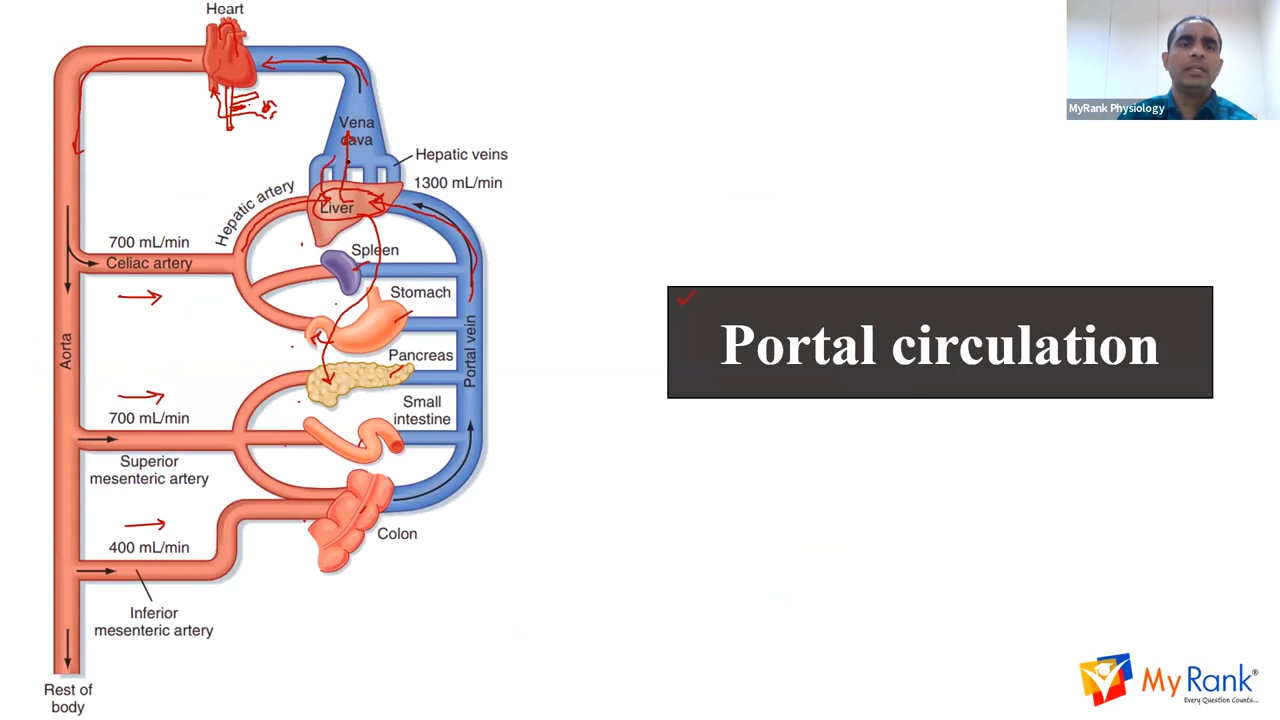 Heart
MyRank Physiology
Vena
cava
Hepatic veins
1300 mL/min
Hepatic artery
Liver
700 mL/min
Celiac artery
Spleen
Stomach
Aorta
Portal vein
Pancreas
Portal circulation
700 mL/min
Small
intestine
Superior
mesenteric artery
400 mL/min
Colon
Inferior
mesenteric artery
Rest of
body
My Rank®
Every Question Counts...